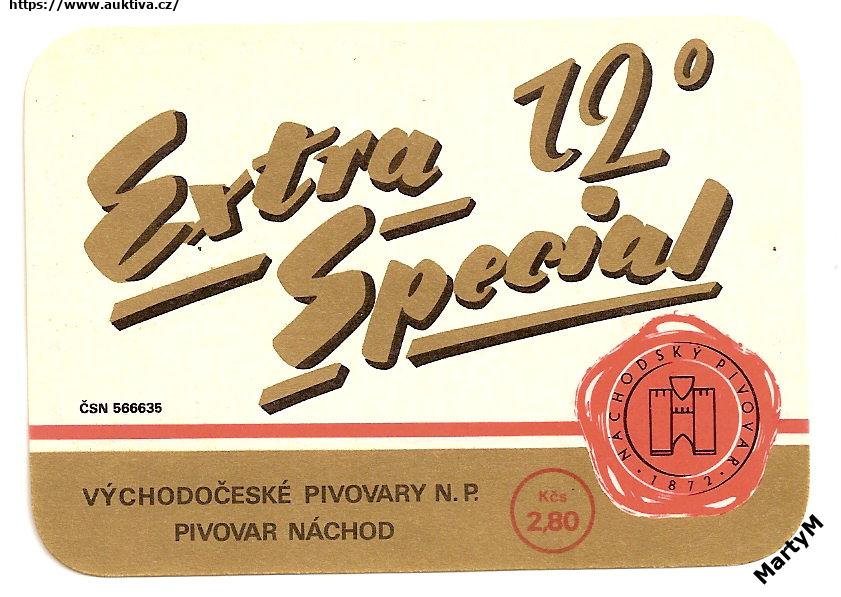 https://www.auktiva.cz/
Extra 12°
Special
ČSN 566635
NÁCHODSKÝ PIVOVAR
· 1872 ·
VÝCHODOČESKÉ PIVOVARY N. P.
PIVOVAR NÁCHOD
Kčs
2,80
MartyM